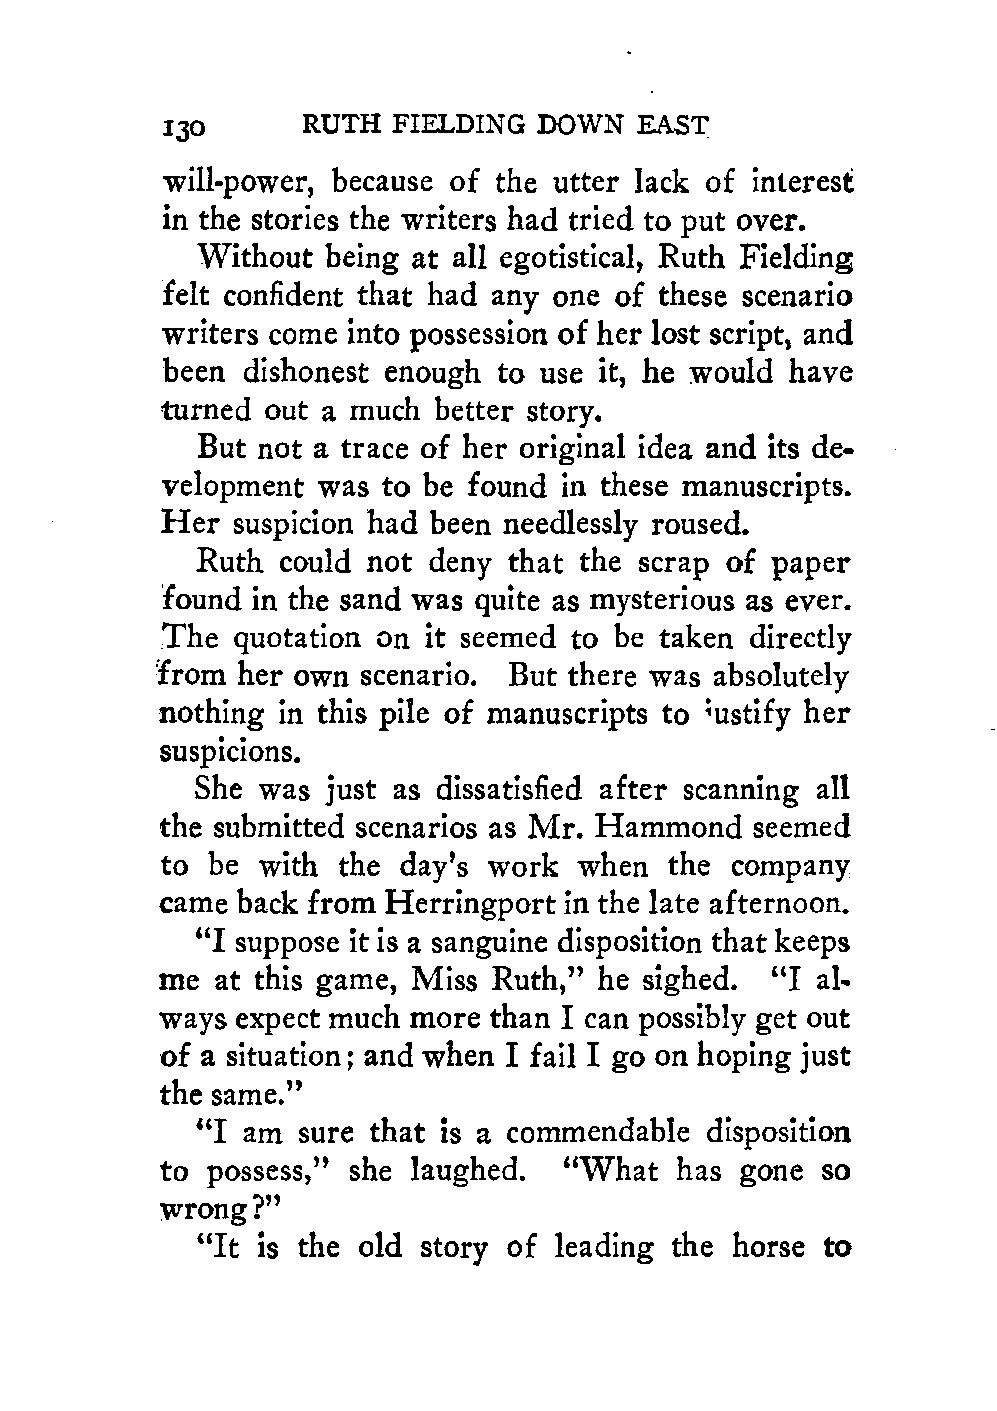 130 RUTH FIELDING DOWN EAST
will-power, because of the utter lack of interest
in the stories the writers had tried to put over.
Without being at all egotistical, Ruth Fielding
felt confident that had any one of these scenario
writers come into possession of her lost script, and
been dishonest enough to use it, he would have
turned out a much better story.
But not a trace of her original idea and its de-
velopment was to be found in these manuscripts.
Her suspicion had been needlessly roused.
Ruth could not deny that the scrap of paper
found in the sand was quite as mysterious as ever.
The quotation on it seemed to be taken directly
from her own scenario. But there was absolutely
nothing in this pile of manuscripts to justify her
suspicions.
She was just as dissatisfied after scanning all
the submitted scenarios as Mr. Hammond seemed
to be with the day's work when the company
came back from Herringport in the late afternoon.
“I suppose it is a sanguine disposition that keeps
me at this game, Miss Ruth,” he sighed. “I al-
ways expect much more than I can possibly get out
of a situation; and when I fail I go on hoping just
the same.”
“I am sure that is a commendable disposition
to possess,” she laughed. “What has gone so
wrong?”
“It is the old story of leading the horse to